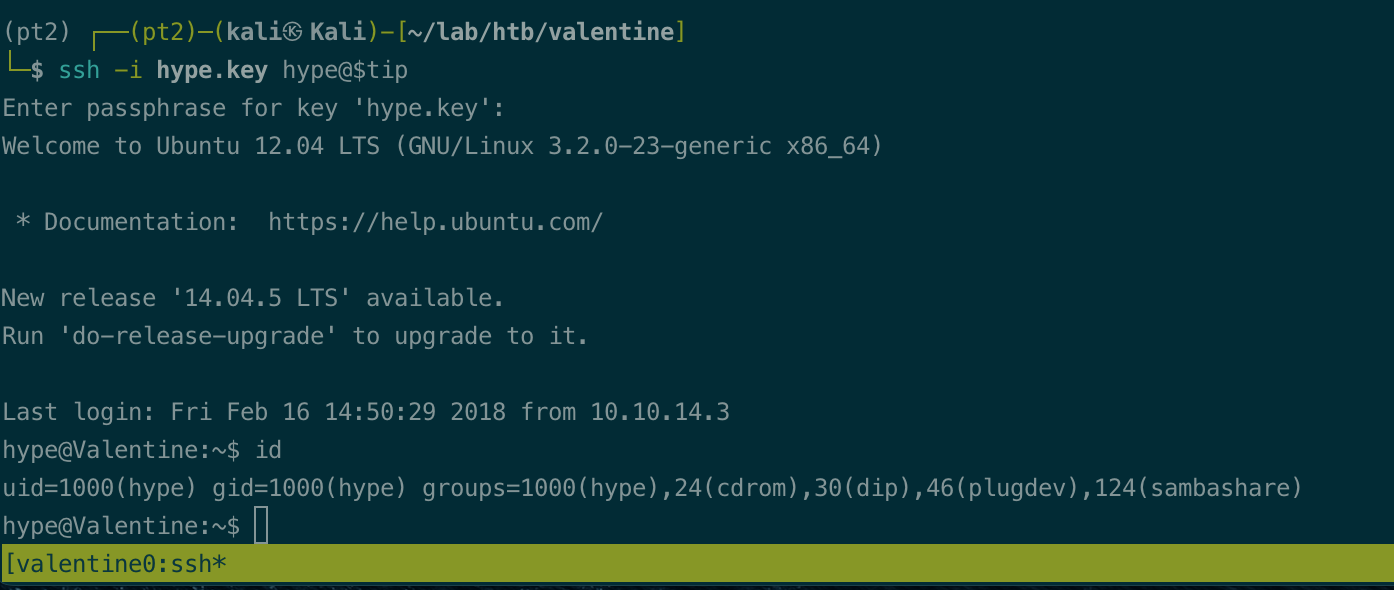 (pt2) ┌──(pt2)─(kali㉿Kali)-[~/lab/htb/valentine]
└─$ ssh -i hype.key hype@$tip
Enter passphrase for key 'hype.key':
Welcome to Ubuntu 12.04 LTS (GNU/Linux 3.2.0-23-generic x86_64)
* Documentation:  https://help.ubuntu.com/
New release '14.04.5 LTS' available.
Run 'do-release-upgrade' to upgrade to it.
Last login: Fri Feb 16 14:50:29 2018 from 10.10.14.3
hype@Valentine:~$ id
uid=1000(hype) gid=1000(hype) groups=1000(hype),24(cdrom),30(dip),46(plugdev),124(sambashare)
hype@Valentine:~$
[valentine0:ssh*